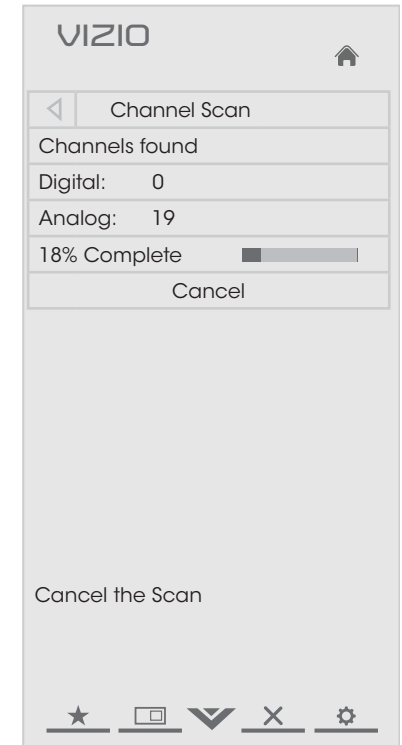 VIZIO
Channel Scan
Channels found
Digital: 0
Analog: 19
18% Complete
Cancel
Cancel the Scan